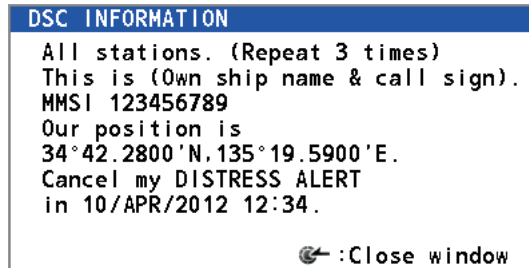 DSC INFORMATION
All stations. (Repeat 3 times)
This is (Own ship name & call sign).
MMSI 123456789
Our position is
34°42.2800'N,135°19.5900'E.
Cancel my DISTRESS ALERT
in 10/APR/2012 12:34.
:Close window